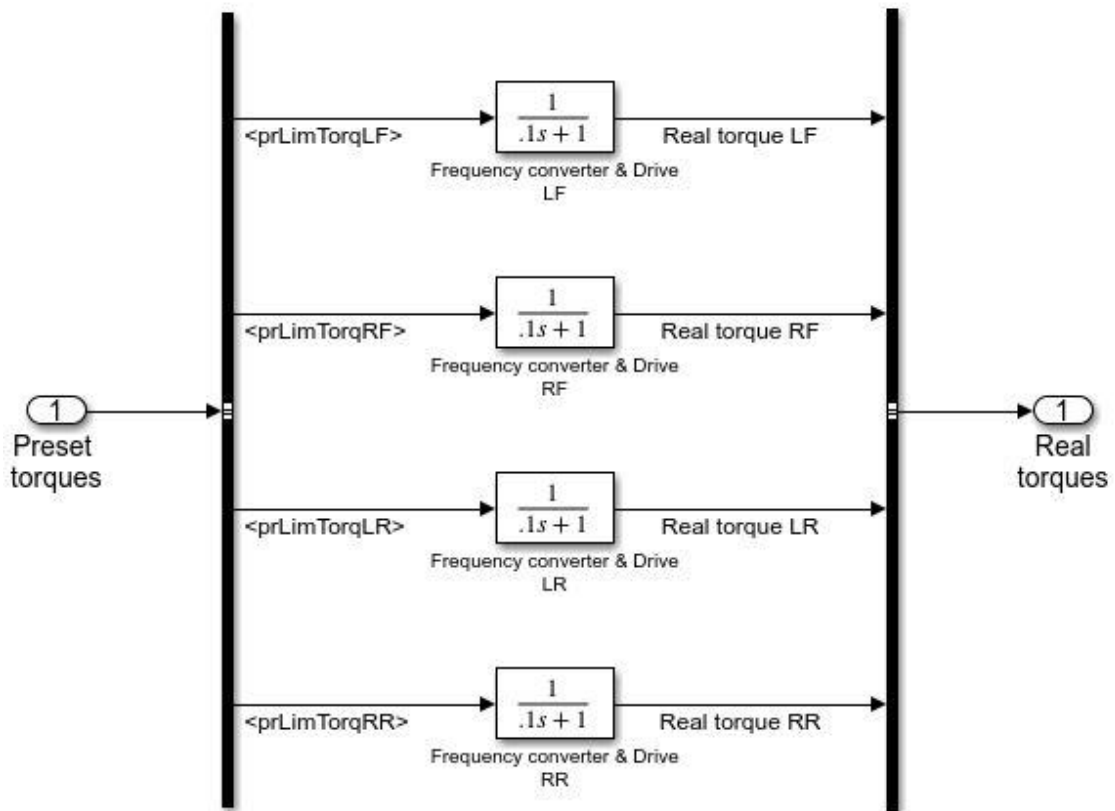 1
.1s + 1
<prLimTorqLF>
Real torque LF
Frequency converter & Drive
LF
1
.1s + 1
<prLimTorqRF>
Real torque RF
Frequency converter & Drive
RF
1
Preset
torques
1
Real
torques
1
.1s + 1
<prLimTorqLR>
Real torque LR
Frequency converter & Drive
LR
1
.1s + 1
<prLimTorqRR>
Real torque RR
Frequency converter & Drive
RR